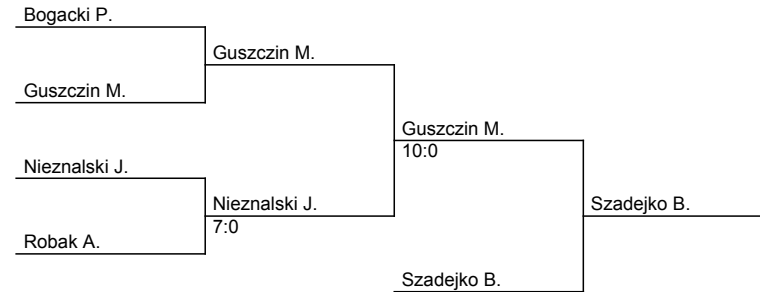 Bogacki P.
Guszczin M.
Guszczin M.
Guszczin M.
10:0
Nieznalski J.
Nieznalski J.
7:0
Szadejko B.
Robak A.
Szadejko B.